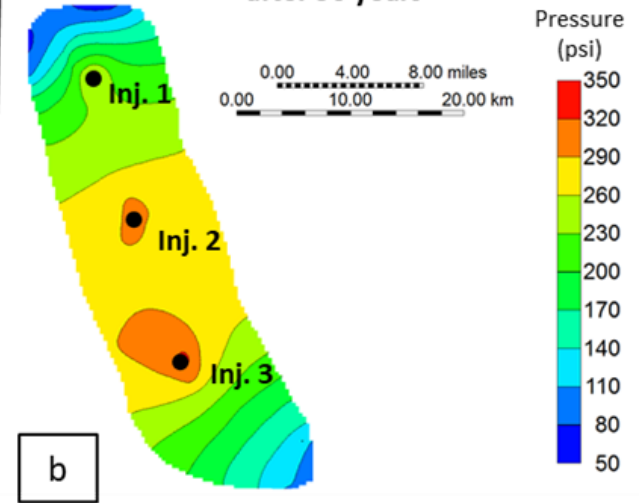 Pressure
(psi)
0.00 4.00 8.00 miles
0.00 10.00 20.00 km
350
320
290
260
230
200
170
140
110
80
50
Inj. 1
Inj. 2
Inj. 3
b